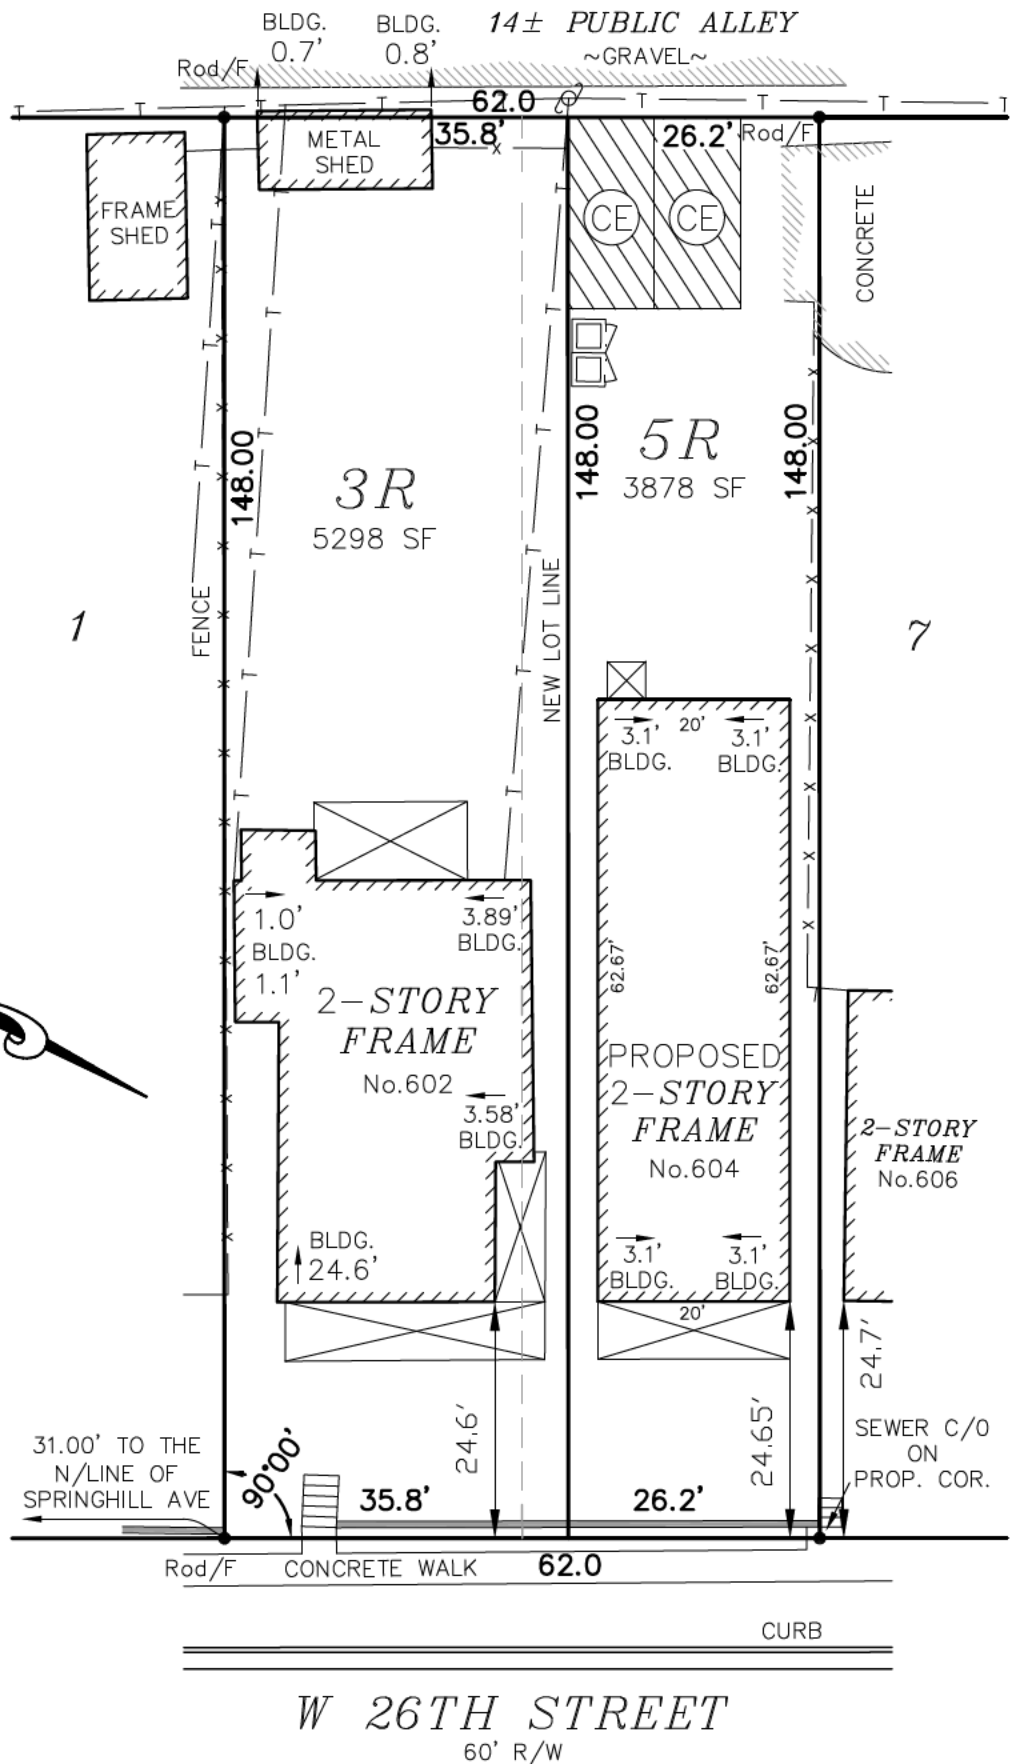 BLDG.
0.7'
BLDG.
0.8'
14± PUBLIC ALLEY
~GRAVEL~
Rod/F
T T T T T T T T T
62.0
35.8'
26.2'
Rod/F
METAL
SHED
FRAME
SHED
CE
CE
CONCRETE
148.00
148.00
148.00
3R
5298 SF
5R
3878 SF
FENCE
NEW LOT LINE
1
7
3.1'
BLDG.
20'
3.1'
BLDG.
1.0'
BLDG.
1.1'
3.89'
BLDG.
2-STORY
FRAME
No.602
3.58'
BLDG.
62.67'
62.67'
PROPOSED
2-STORY
FRAME
No.604
2-STORY
FRAME
No.606
BLDG.
24.6'
3.1'
BLDG.
3.1'
BLDG.
20'
24.6'
24.65'
24.7'
31.00' TO THE
N/LINE OF
SPRINGHILL AVE
90°00'
35.8'
26.2'
SEWER C/O
ON
PROP. COR.
Rod/F
CONCRETE WALK
62.0
CURB
W 26TH STREET
60' R/W